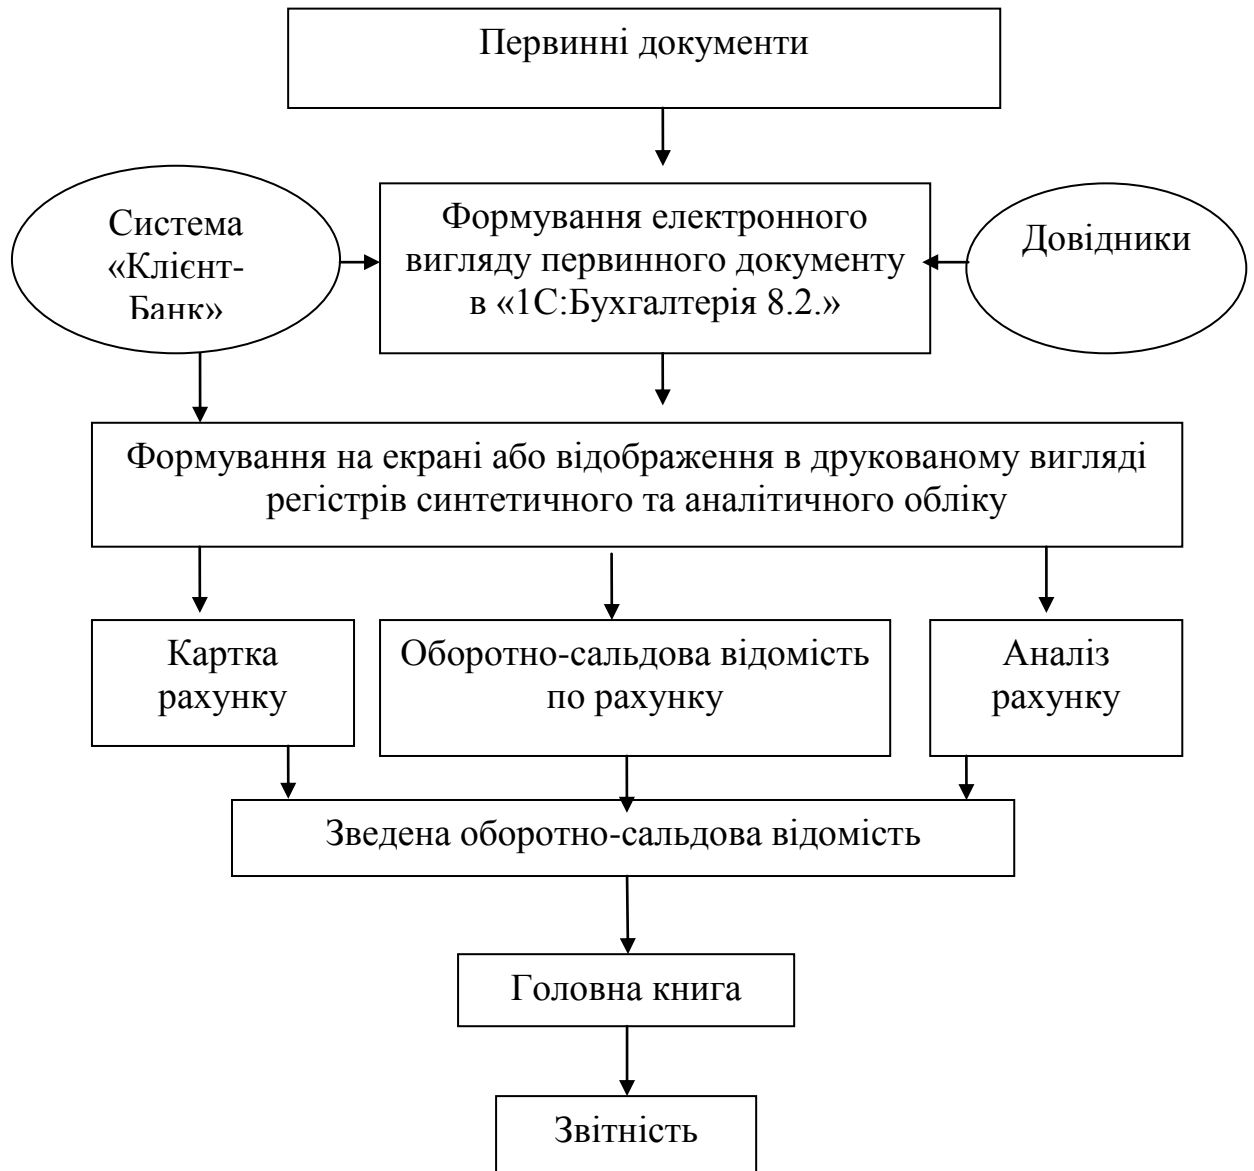 Первинні документи
Система
«Клієнт-
Банк»
Формування електронного
вигляду первинного документу
в «1С:Бухгалтерія 8.2.»
Довідники
Формування на екрані або відображення в друкованому вигляді
регістрів синтетичного та аналітичного обліку
Картка
рахунку
Оборотно-сальдова відомість
по рахунку
Аналіз
рахунку
Зведена оборотно-сальдова відомість
Головна книга
Звітність